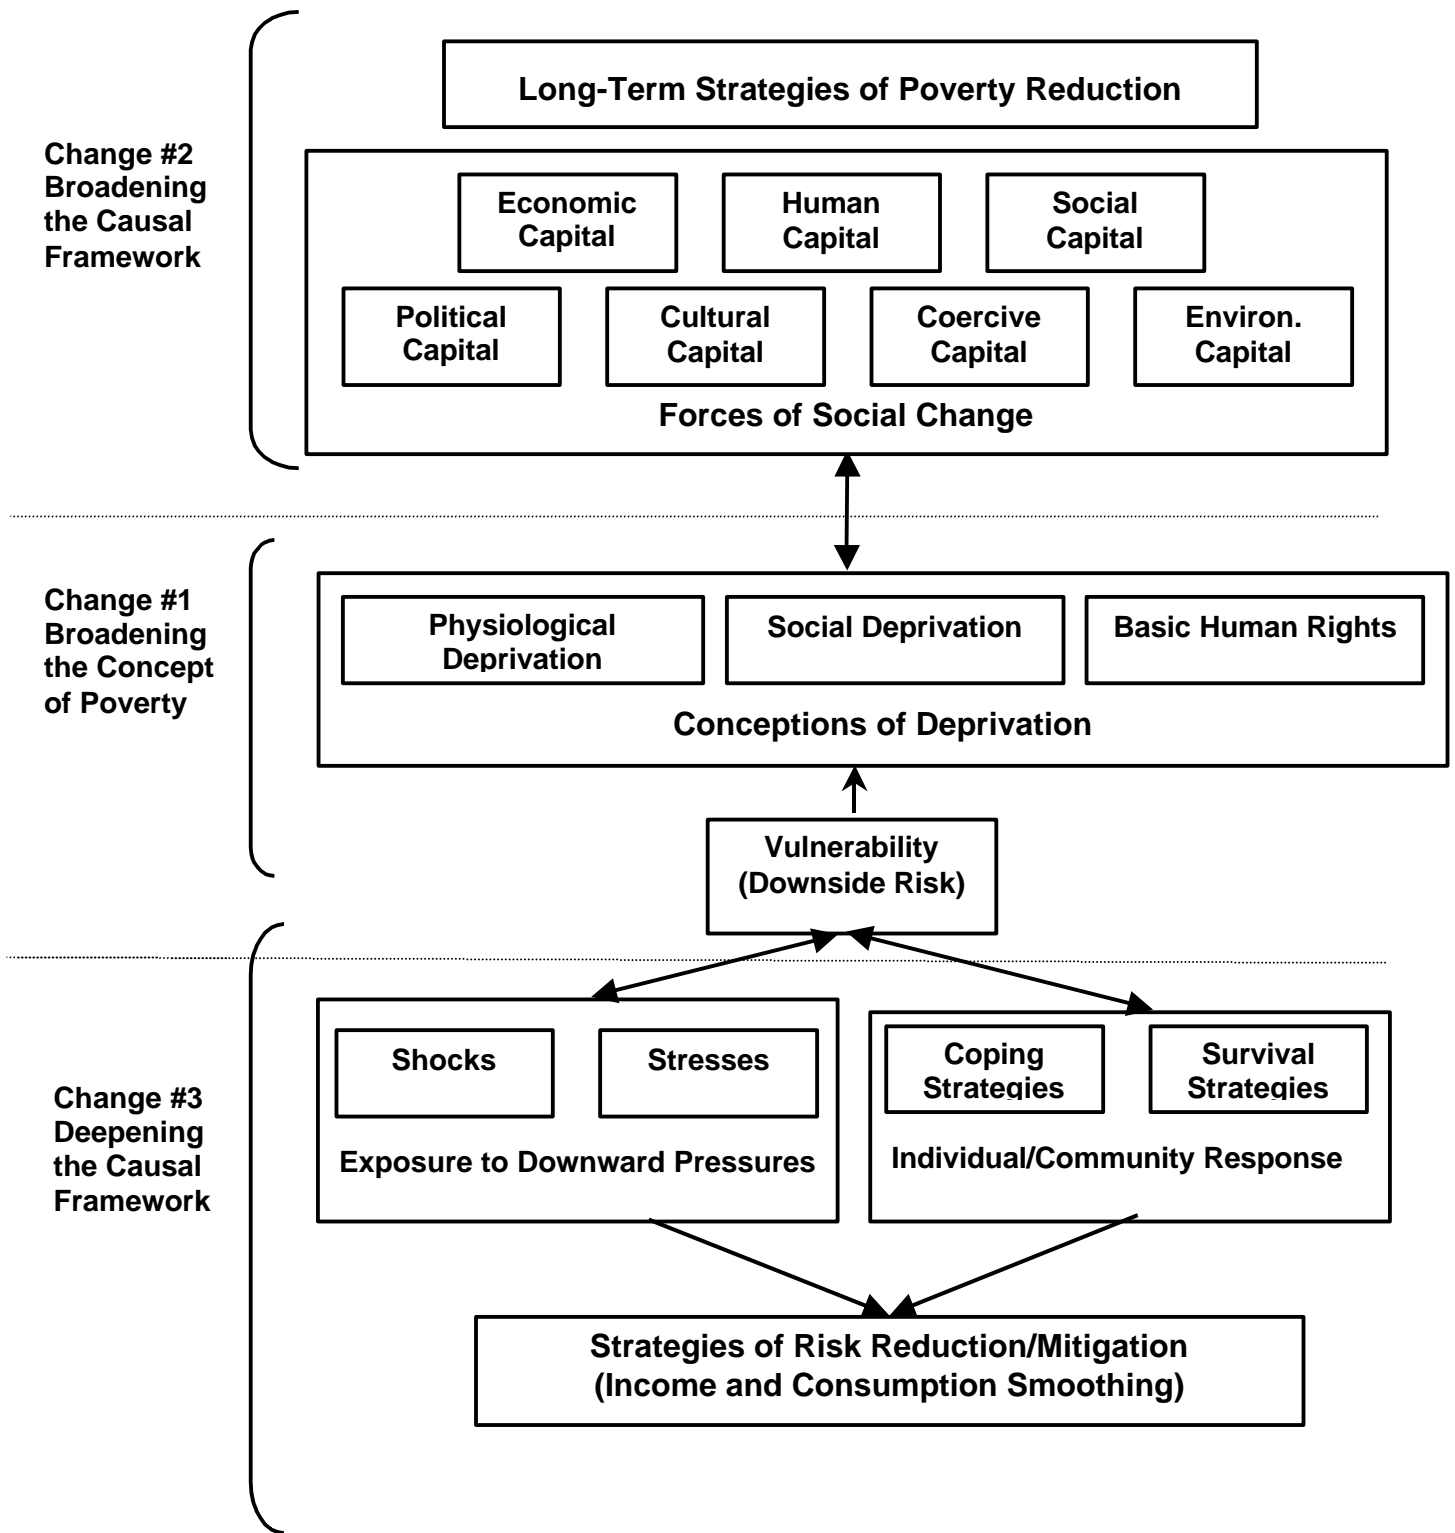 Long-Term Strategies of Poverty Reduction
Change #2
Broadening
the Causal
Framework
Economic
Capital
Human
Capital
Social
Capital
Political
Capital
Cultural
Capital
Coercive
Capital
Environ.
Capital
Forces of Social Change
Change #1
Broadening
the Concept
of Poverty
Physiological
Deprivation
Social Deprivation
Basic Human Rights
Conceptions of Deprivation
Vulnerability
(Downside Risk)
Change #3
Deepening
the Causal
Framework
Shocks
Stresses
Exposure to Downward Pressures
Coping
Strategies
Survival
Strategies
Individual/Community Response
Strategies of Risk Reduction/Mitigation
(Income and Consumption Smoothing)